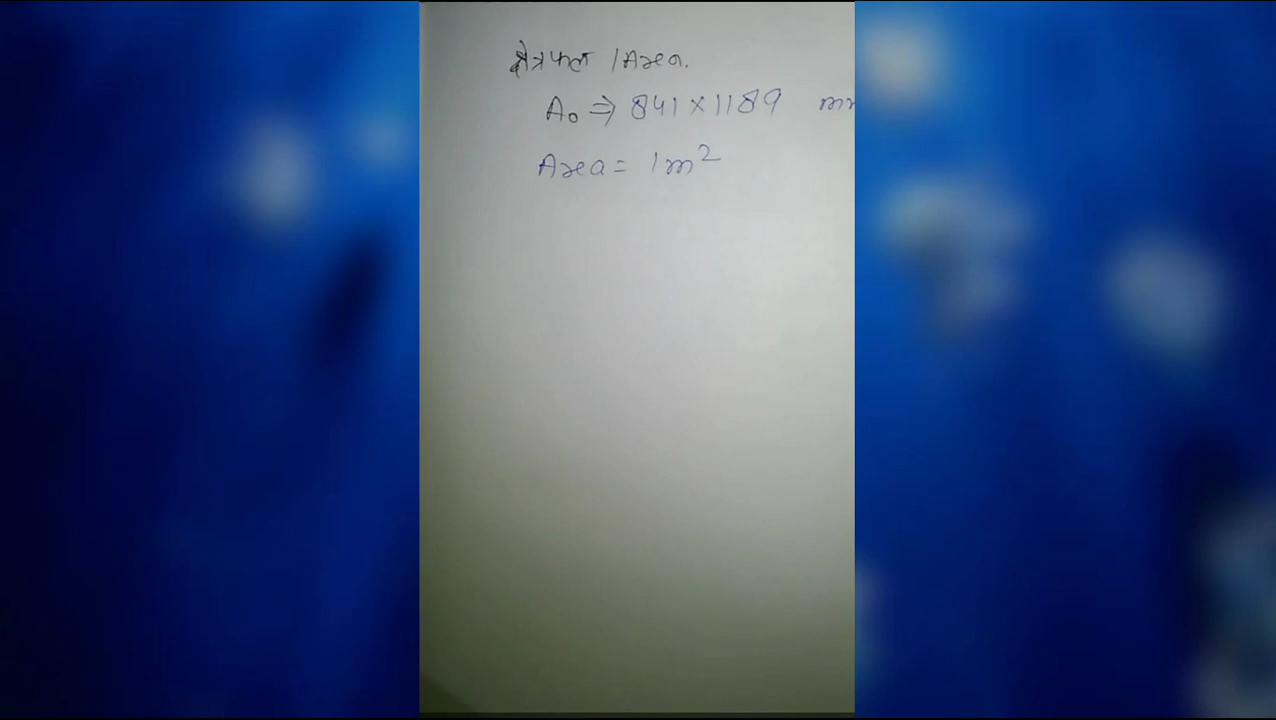 क्षेत्रफल / Area.
A₀ ⇒ 841 × 1189
Area = 1m²